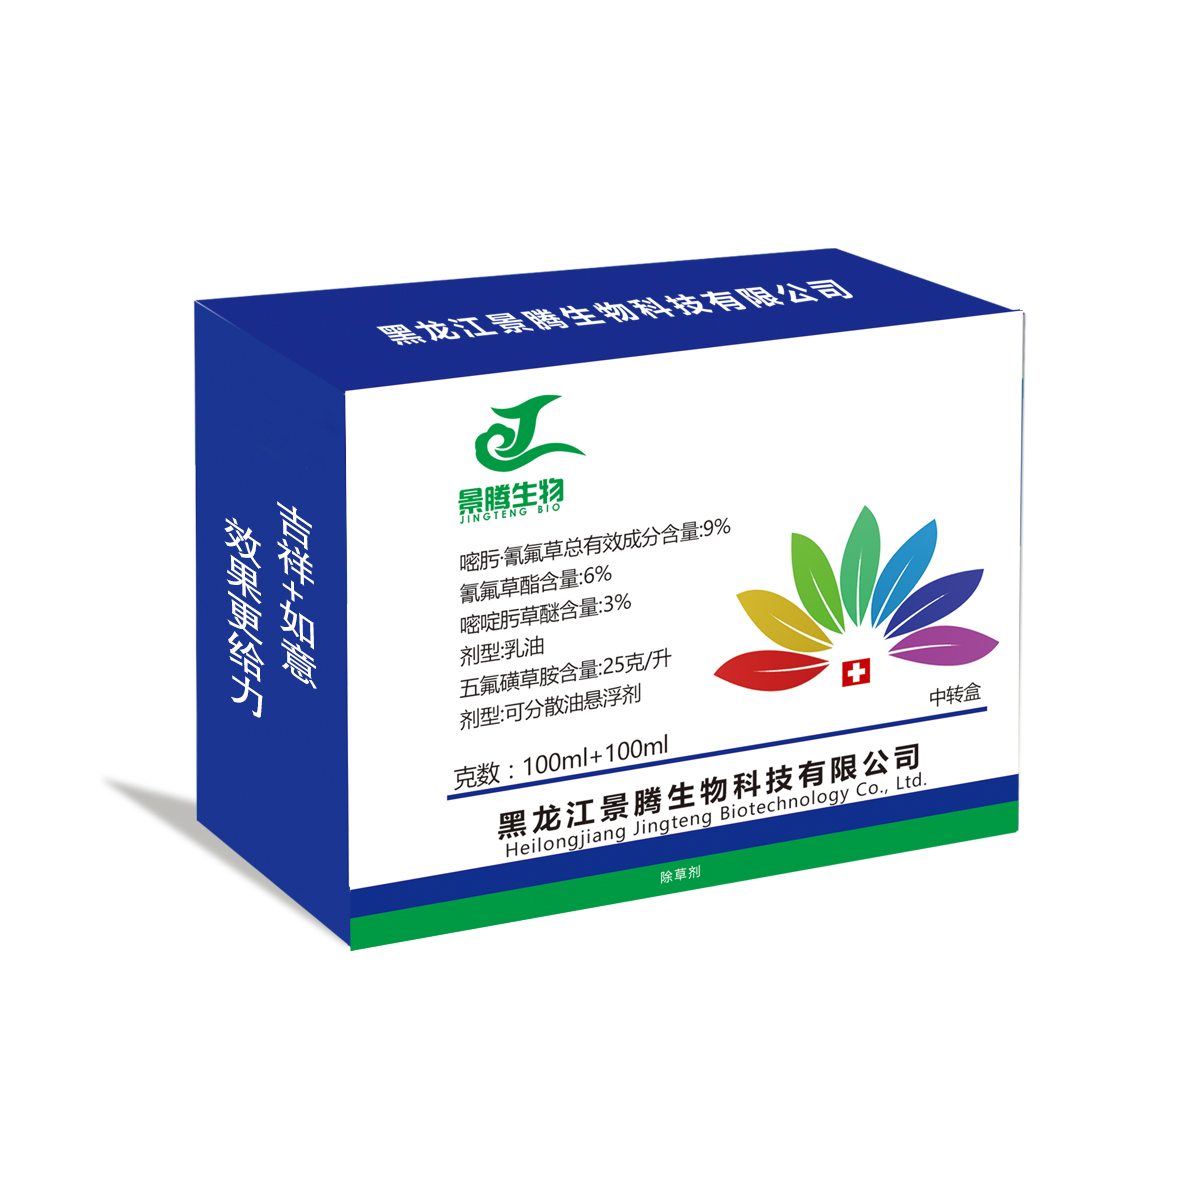 黑龙江景腾生物科技有限公司
吉祥+如意
效果更给力
景腾生物
JINGTENG BIO
嘧肟·氰氟草总有效成分含量:9%
氰氟草酯含量:6%
嘧啶肟草醚含量:3%
剂型:乳油
五氟磺草胺含量:25克/升
剂型:可分散油悬浮剂
中转盒
克数：100ml+100ml
黑龙江景腾生物科技有限公司
Heilongjiang Jingteng Biotechnology Co., Ltd.
除草剂